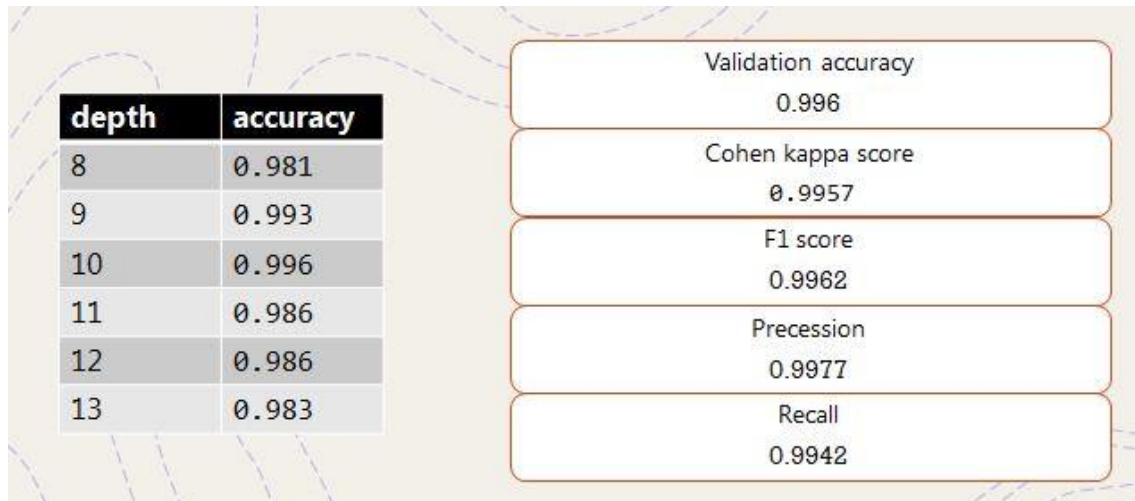 depth accuracy
8 0.981
9 0.993
10 0.996
11 0.986
12 0.986
13 0.983
Validation accuracy
0.996
Cohen kappa score
0.9957
F1 score
0.9962
Precession
0.9977
Recall
0.9942